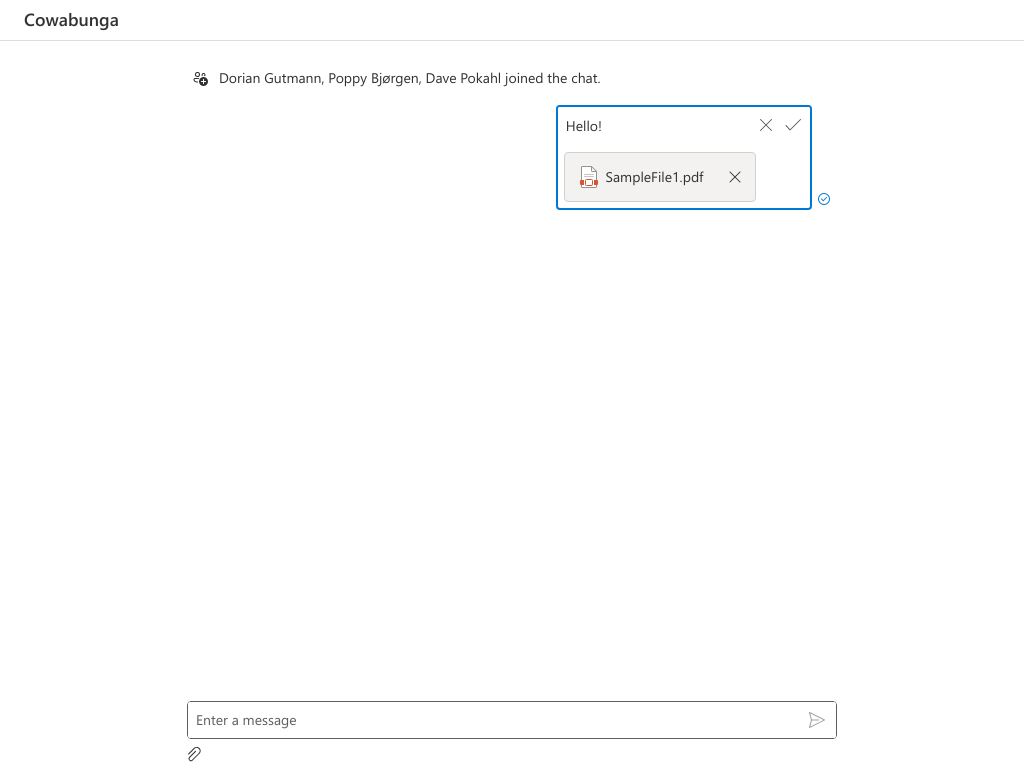 Cowabunga
Dorian Gutmann, Poppy Bjørgen, Dave Pokahl joined the chat.
Hello!
SampleFile1.pdf
Enter a message